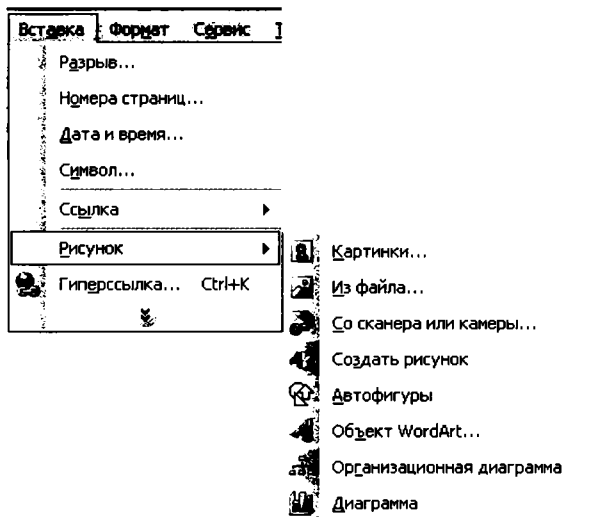 Вставка Формат Сервис
Разрыв...
Номера страниц...
Дата и время...
Символ...
Ссылка
Рисунок
Гиперссылка... Ctrl+K
Картинки...
Из файла...
Со сканера или камеры...
Создать рисунок
Автофигуры
Объект WordArt...
Организационная диаграмма
Диаграмма